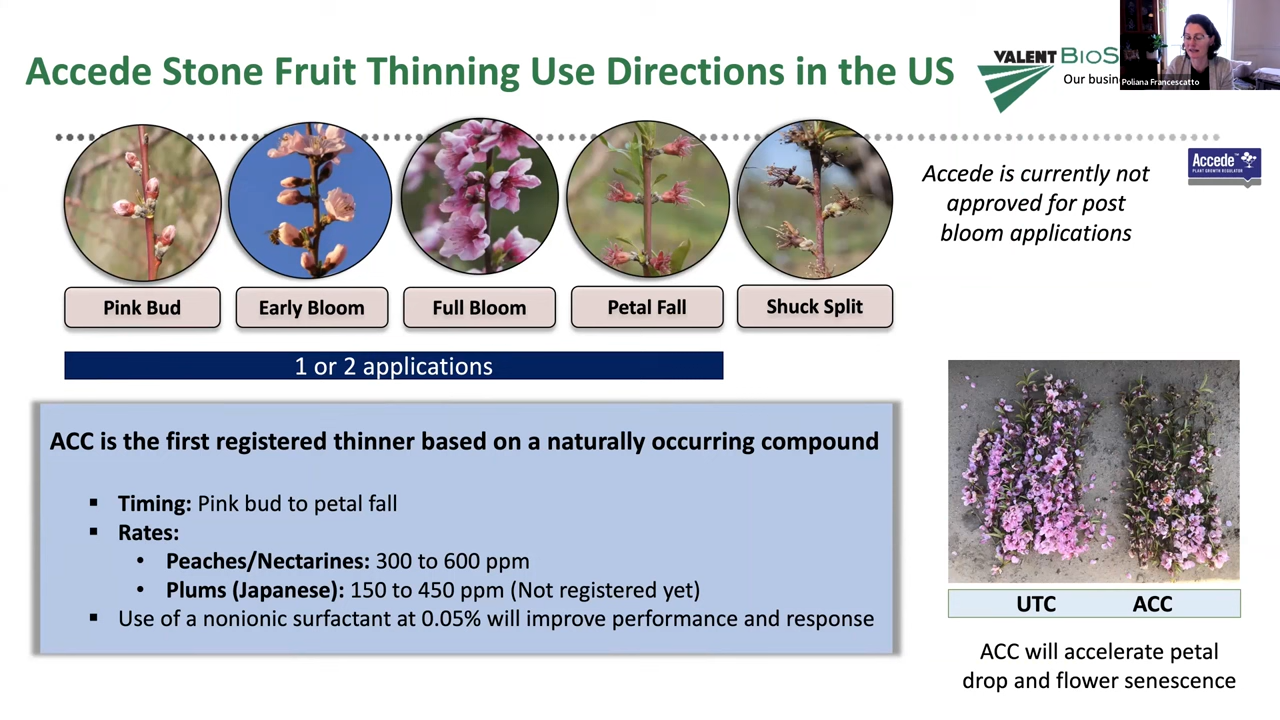 Accede Stone Fruit Thinning Use Directions in the US
VALENT BIOS
Our busin
Poliana Francescatto
Accede is currently not
approved for post
bloom applications
Accede™
PLANT GROWTH REGULATOR
Pink Bud
Early Bloom
Full Bloom
Petal Fall
Shuck Split
1 or 2 applications
ACC is the first registered thinner based on a naturally occurring compound
▪ Timing: Pink bud to petal fall
▪ Rates:
• Peaches/Nectarines: 300 to 600 ppm
• Plums (Japanese): 150 to 450 ppm (Not registered yet)
▪ Use of a nonionic surfactant at 0.05% will improve performance and response
UTC ACC
ACC will accelerate petal
drop and flower senescence